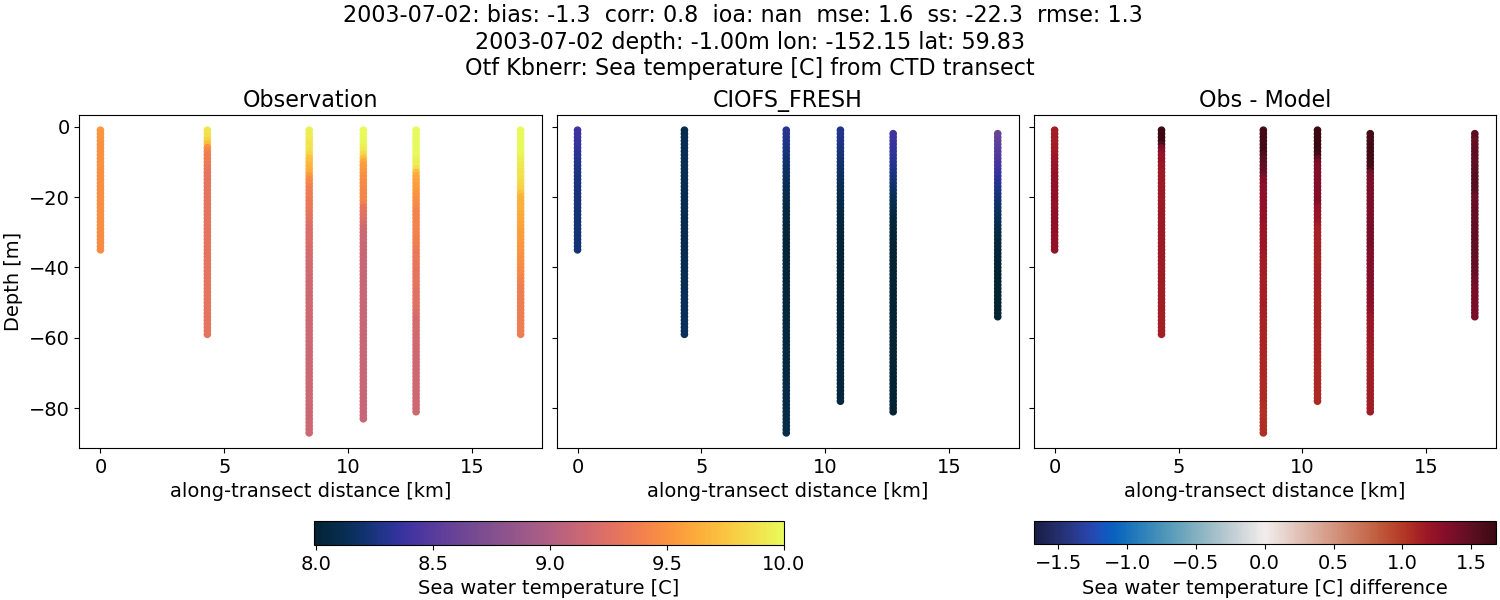 2003-07-02: bias: -1.3  corr: 0.8  ioa: nan  mse: 1.6  ss: -22.3  rmse: 1.3
2003-07-02 depth: -1.00m lon: -152.15 lat: 59.83
Otf Kbnerr: Sea temperature [C] from CTD transect
Observation
CIOFS_FRESH
Obs - Model
Depth [m]
0
−20
−40
−60
−80
0 5 10 15
0 5 10 15
0 5 10 15
along-transect distance [km]
along-transect distance [km]
along-transect distance [km]
8.0 8.5 9.0 9.5 10.0
Sea water temperature [C]
−1.5 −1.0 −0.5 0.0 0.5 1.0 1.5
Sea water temperature [C] difference